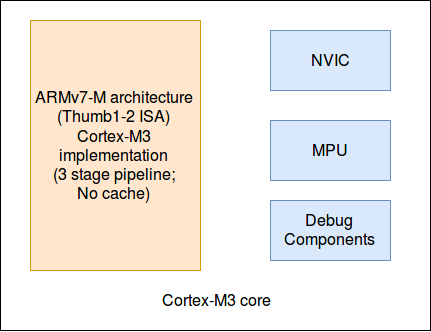 ARMv7-M architecture
(Thumb1-2 ISA)
Cortex-M3
implementation
(3 stage pipeline;
No cache)
NVIC
MPU
Debug
Components
Cortex-M3 core